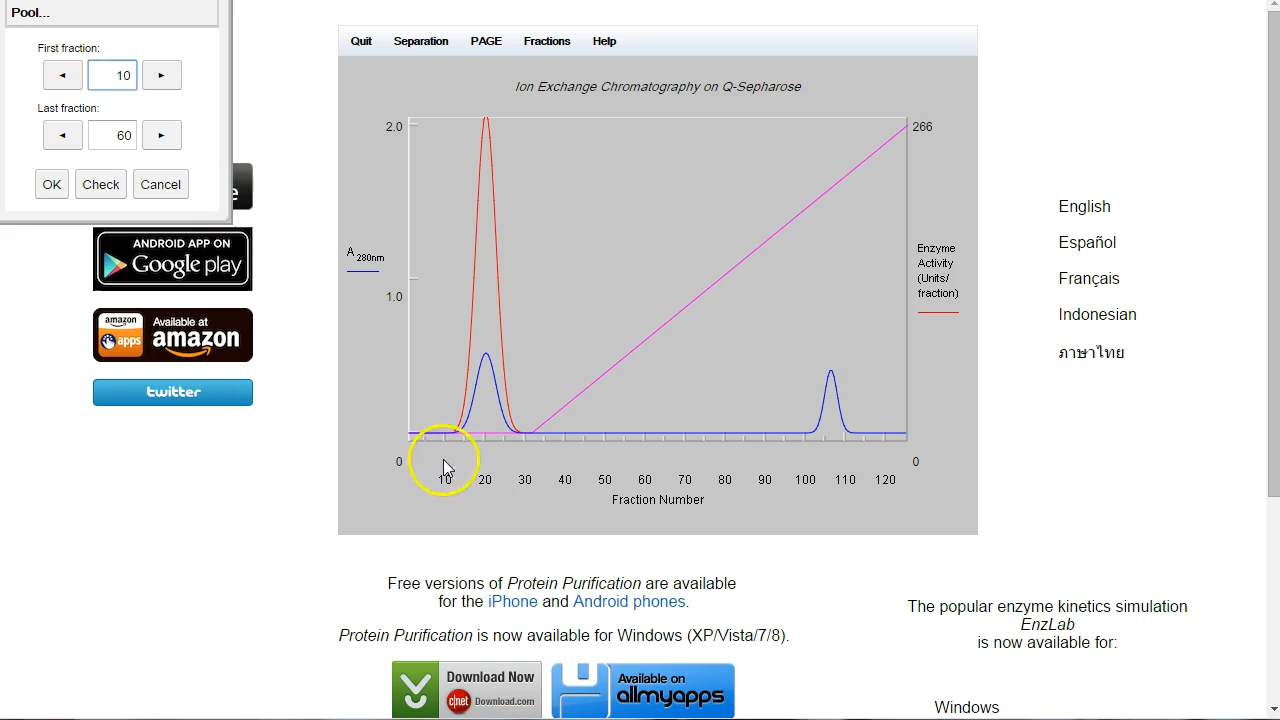 Pool...
First fraction:
10
Last fraction:
60
OK Check Cancel
e
ANDROID APP ON
Google play
amazon
apps
Available at
amazon
twitter
Quit Separation PAGE Fractions Help
Ion Exchange Chromatography on Q-Sepharose
2.0
266
A 280nm
1.0
Enzyme
Activity
(Units/
fraction)
0
0
10 20 30 40 50 60 70 80 90 100 110 120
Fraction Number
English
Español
Français
Indonesian
ภาษาไทย
Free versions of Protein Purification are available
for the iPhone and Android phones.
Protein Purification is now available for Windows (XP/Vista/7/8).
Download Now
c|net Download.com
Available on
allmyapps
The popular enzyme kinetics simulation
EnzLab
is now available for:
Windows